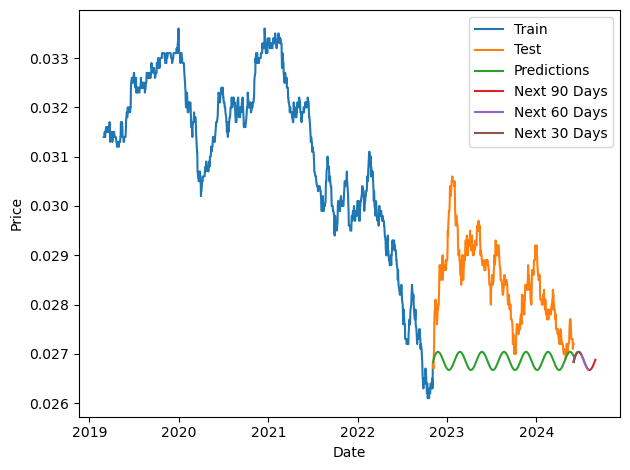 Train
Test
Predictions
Next 90 Days
Next 60 Days
Next 30 Days
0.033
0.032
0.031
0.030
0.029
0.028
0.027
0.026
Price
2019 2020 2021 2022 2023 2024
Date